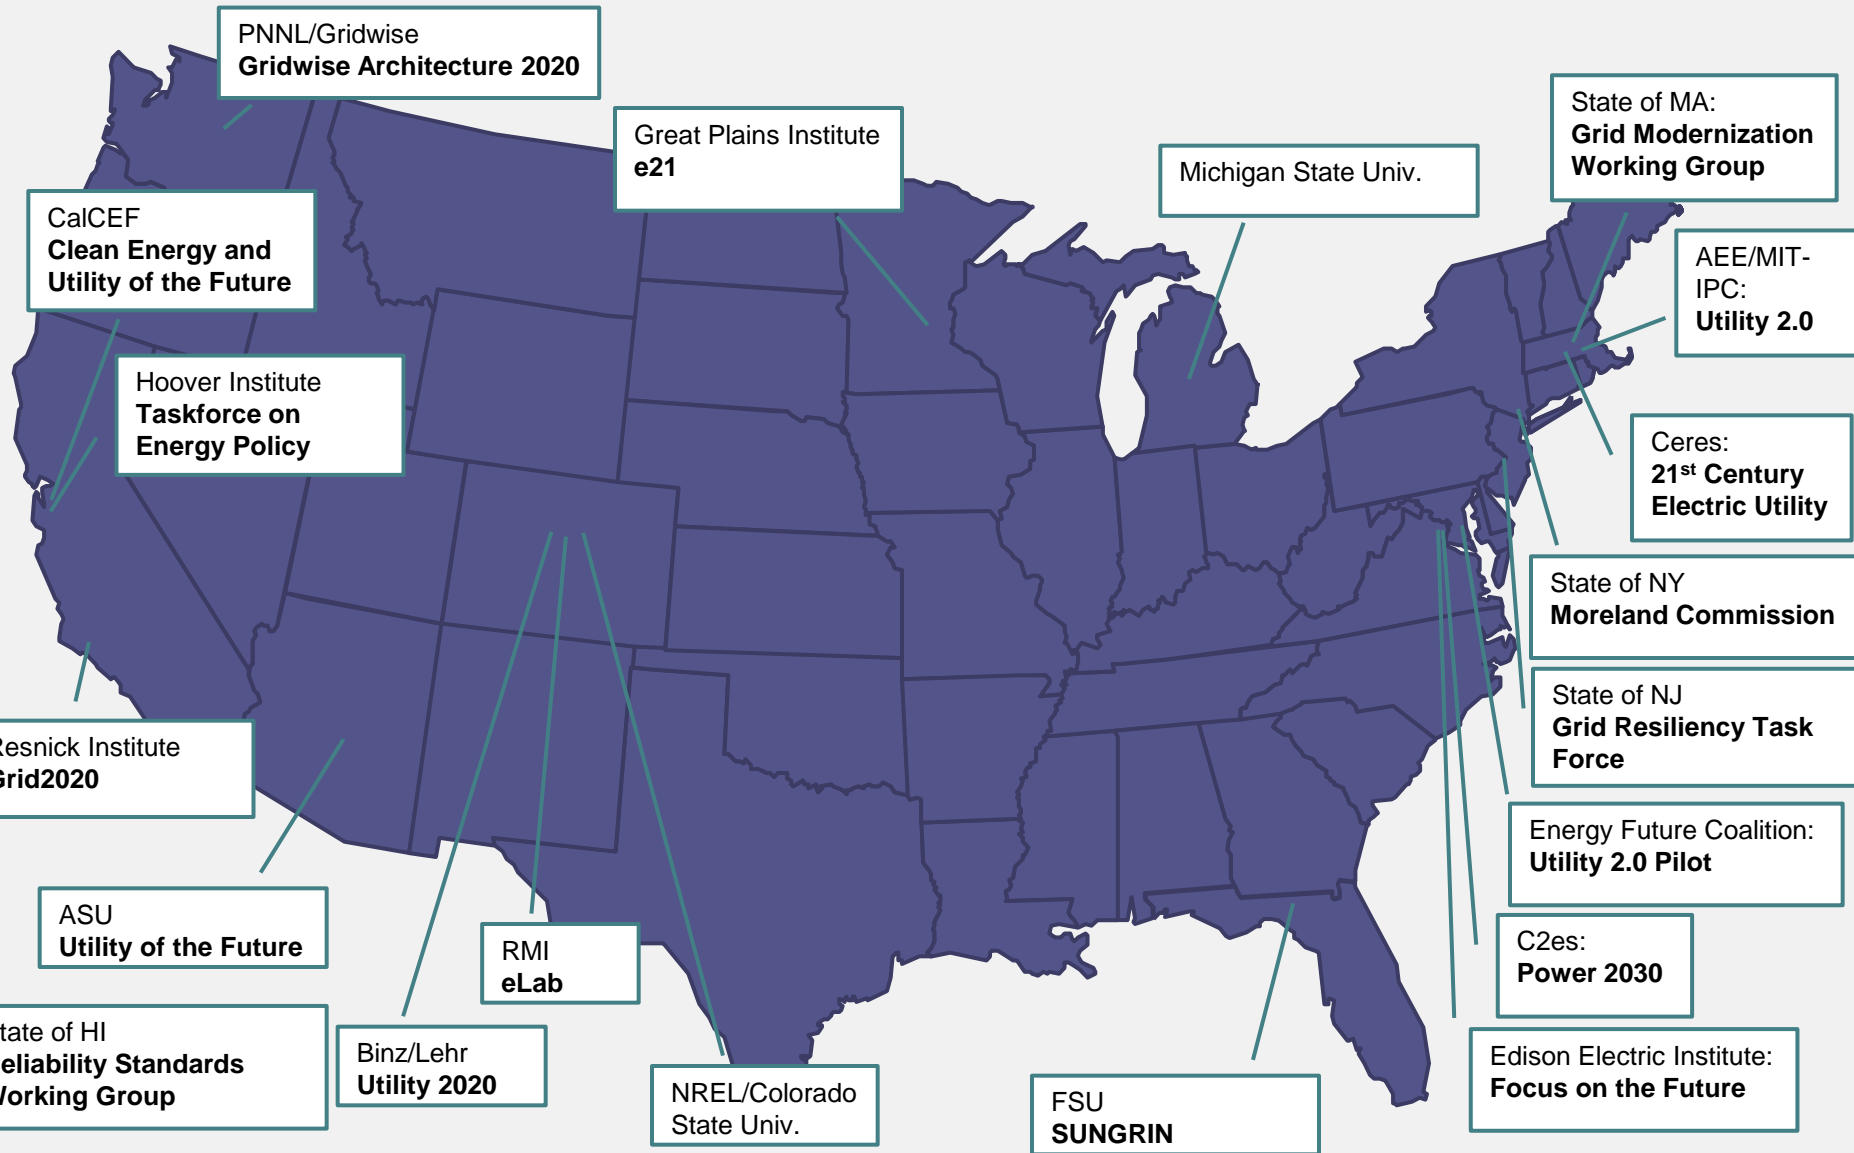 PNNL/Gridwise
Gridwise Architecture 2020
State of MA:
Grid Modernization
Working Group
Great Plains Institute
e21
Michigan State Univ.
CalCEF
Clean Energy and
Utility of the Future
AEE/MIT-
IPC:
Utility 2.0
Hoover Institute
Taskforce on
Energy Policy
Ceres:
21st Century
Electric Utility
State of NY
Moreland Commission
State of NJ
Grid Resiliency Task
Force
Resnick Institute
Grid2020
Energy Future Coalition:
Utility 2.0 Pilot
ASU
Utility of the Future
RMI
eLab
C2es:
Power 2030
tate of HI
eliability Standards
Working Group
Binz/Lehr
Utility 2020
Edison Electric Institute:
Focus on the Future
NREL/Colorado
State Univ.
FSU
SUNGRIN